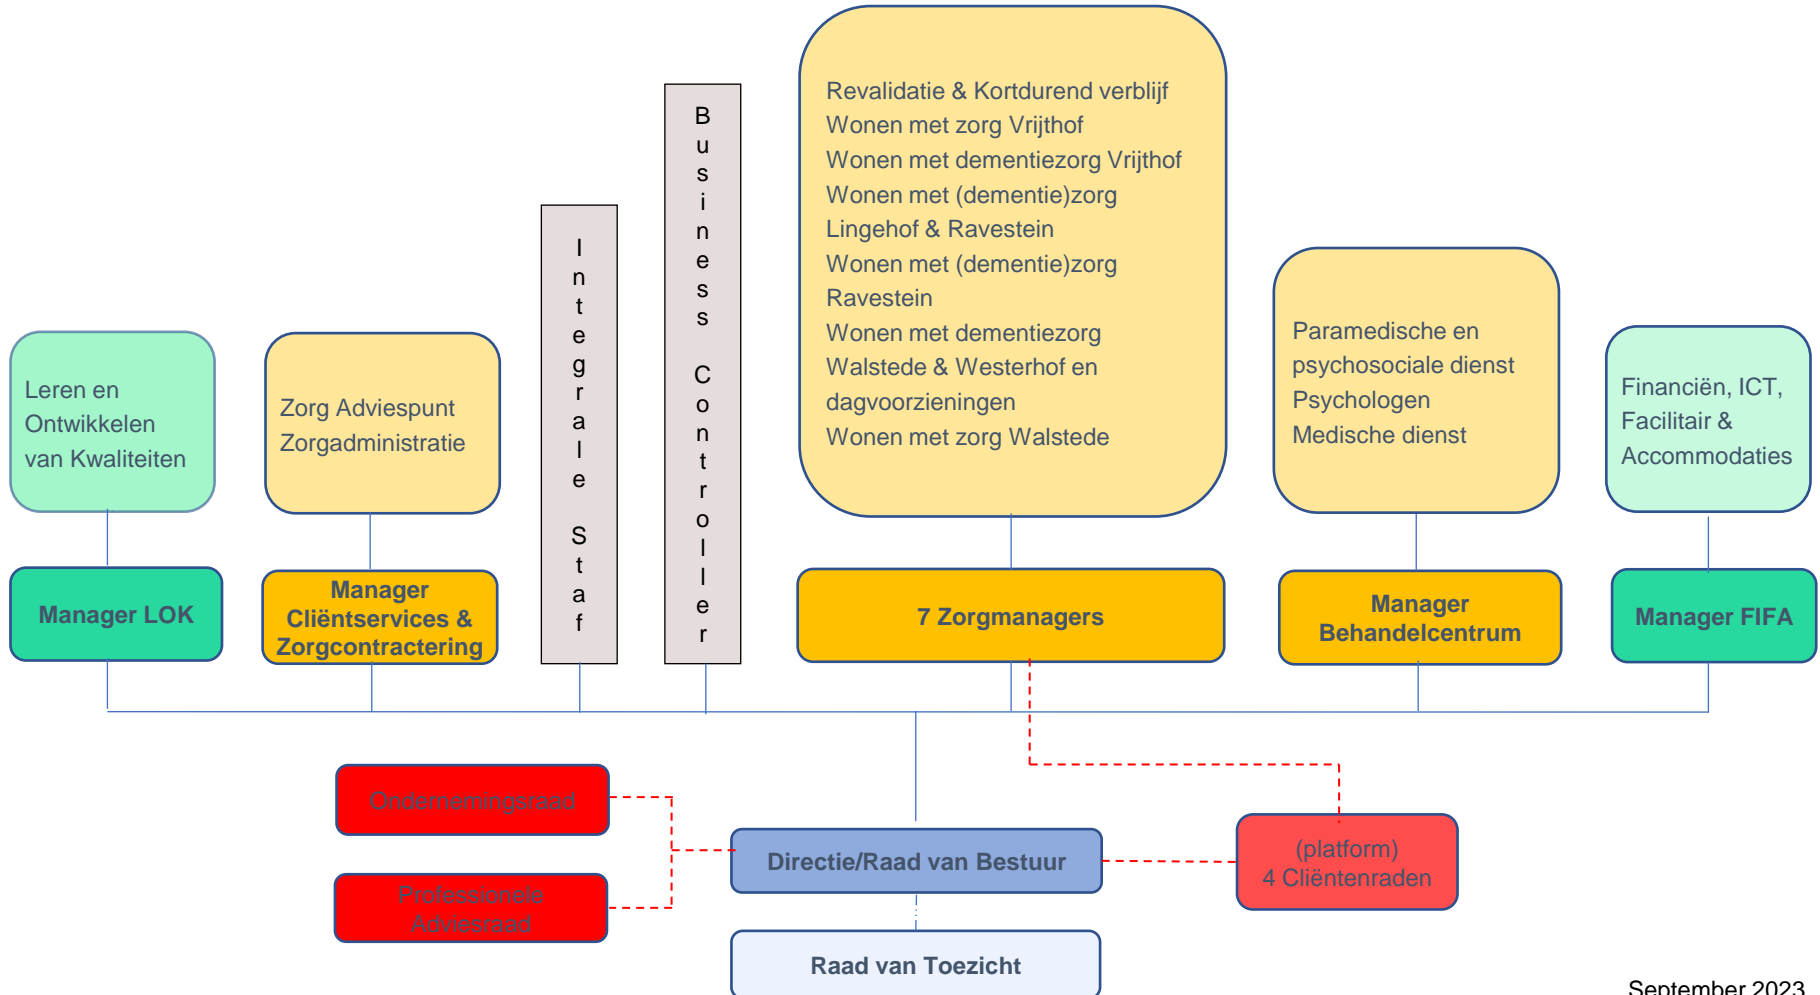 Leren en
Ontwikkelen
van Kwaliteiten
Manager LOK
Zorg Adviespunt
Zorgadministratie
Manager
Cliëntservices &
Zorgcontractering
Integrale Staf
Business Controller
Revalidatie & Kortdurend verblijf
Wonen met zorg Vrijthof
Wonen met dementiezorg Vrijthof
Wonen met (dementie)zorg
Lingehof & Ravestein
Wonen met (dementie)zorg
Ravestein
Wonen met dementiezorg
Walstede & Westerhof en
dagvoorzieningen
Wonen met zorg Walstede
7 Zorgmanagers
Paramedische en
psychosociale dienst
Psychologen
Medische dienst
Manager
Behandelcentrum
Financiën, ICT,
Facilitair &
Accommodaties
Manager FIFA
Ondernemingsraad
Professionele
Adviesraad
Directie/Raad van Bestuur
(platform)
4 Cliëntenraden
Raad van Toezicht
September 2023